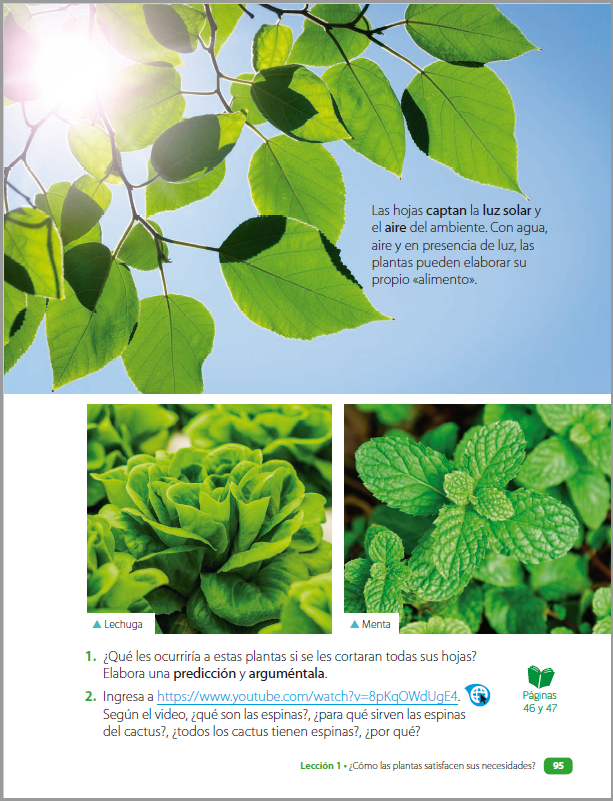 Las hojas captan la luz solar y
el aire del ambiente. Con agua,
aire y en presencia de luz, las
plantas pueden elaborar su
propio «alimento».
Lechuga
Menta
1. ¿Qué les ocurriría a estas plantas si se les cortaran todas sus hojas?
Elabora una predicción y arguméntala.
2. Ingresa a https://www.youtube.com/watch?v=8pKqOWdUgE4.
Según el video, ¿qué son las espinas?, ¿para qué sirven las espinas
del cactus?, ¿todos los cactus tienen espinas?, ¿por qué?
Páginas
46 y 47
Lección 1 • ¿Cómo las plantas satisfacen sus necesidades? 95